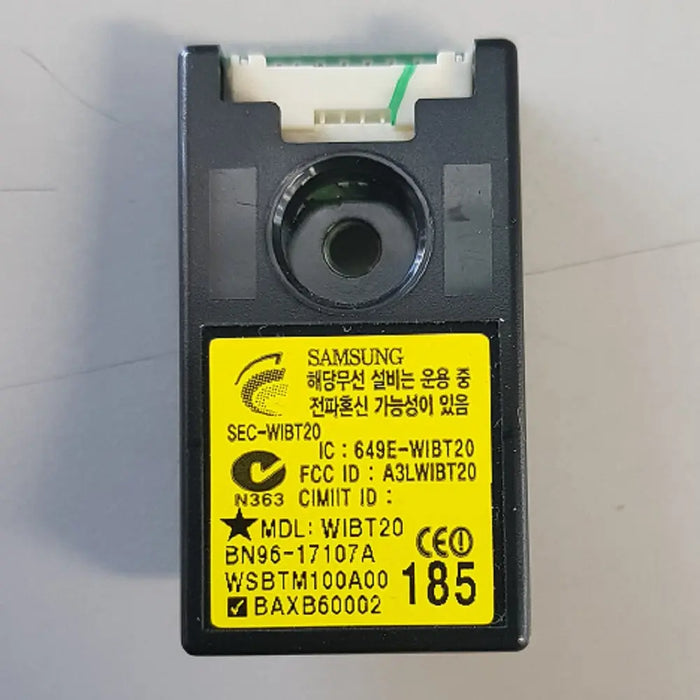 SAMSUNG
해당무선 설비는 운용 중
전파혼신 가능성이 있음
SEC-WIBT20
IC : 649E-WIBT20
FCC ID : A3LWIBT20
N363 CIMIIT ID :
★MDL: WIBT20
BN96-17107A
WSBTM100A00
BAXB60002
CE
185